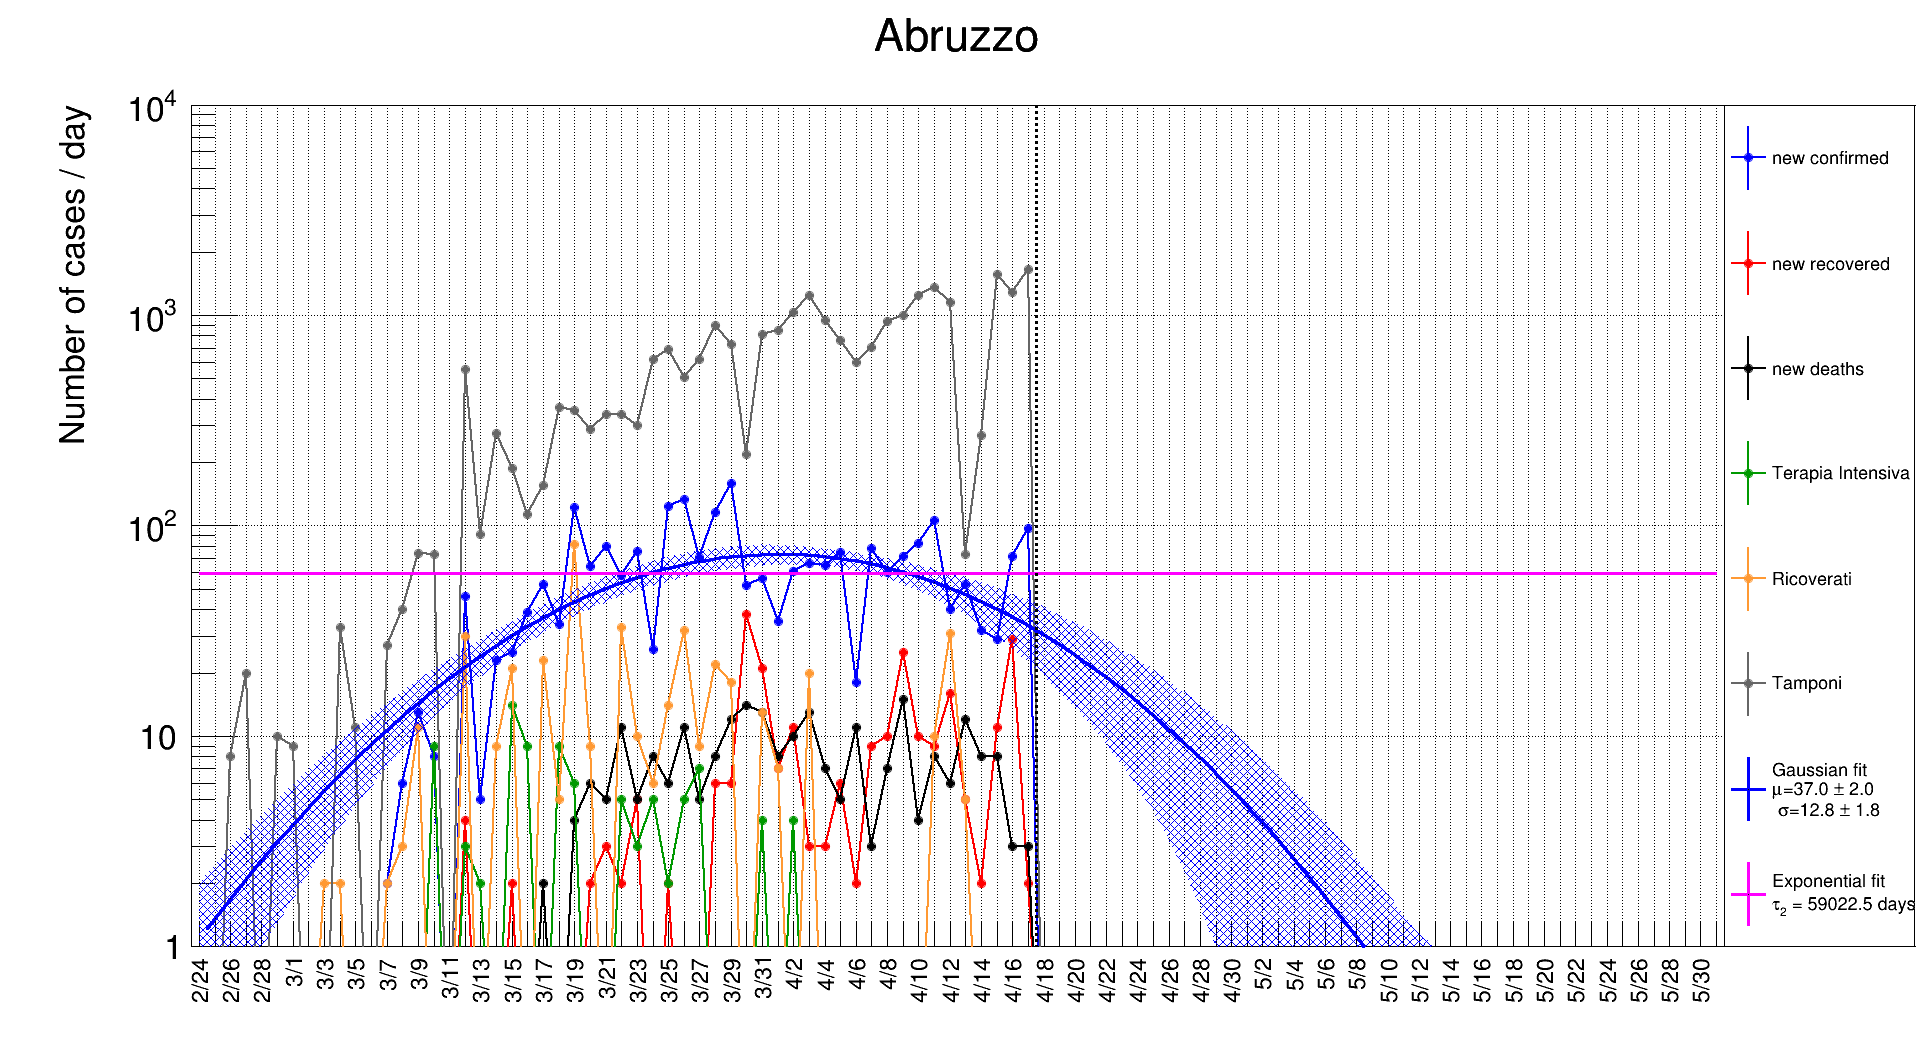 Abruzzo
Number of cases / day
10⁴
10³
10²
10
1
2/24 2/26 2/28 3/1 3/3 3/5 3/7 3/9 3/11 3/13 3/15 3/17 3/19 3/21 3/23 3/25 3/27 3/29 3/31 4/2 4/4 4/6 4/8 4/10 4/12 4/14 4/16 4/18 4/20 4/22 4/24 4/26 4/28 4/30 5/2 5/4 5/6 5/8 5/10 5/12 5/14 5/16 5/18 5/20 5/22 5/24 5/26 5/28 5/30
new confirmed
new recovered
new deaths
Terapia Intensiva
Ricoverati
Tamponi
Gaussian fit
μ=37.0 ± 2.0
σ=12.8 ± 1.8
Exponential fit
τ₂ = 59022.5 days